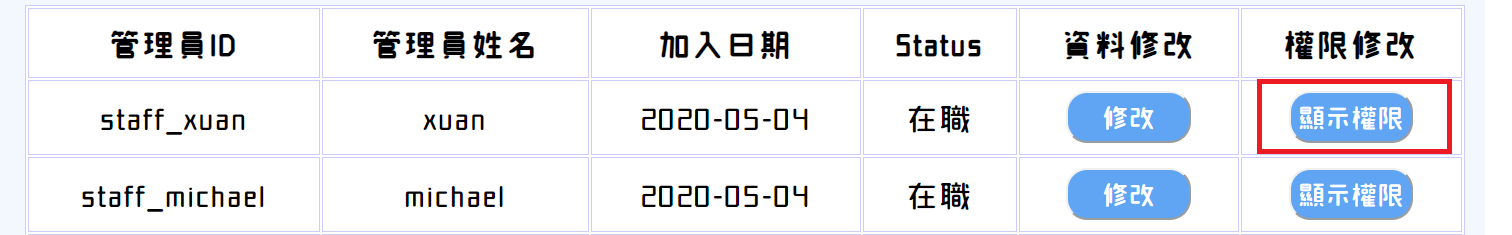 管理員ID 管理員姓名 加入日期 Status 資料修改 權限修改
staff_xuan xuan 2020-05-04 在職 修改 顯示權限
staff_michael michael 2020-05-04 在職 修改 顯示權限